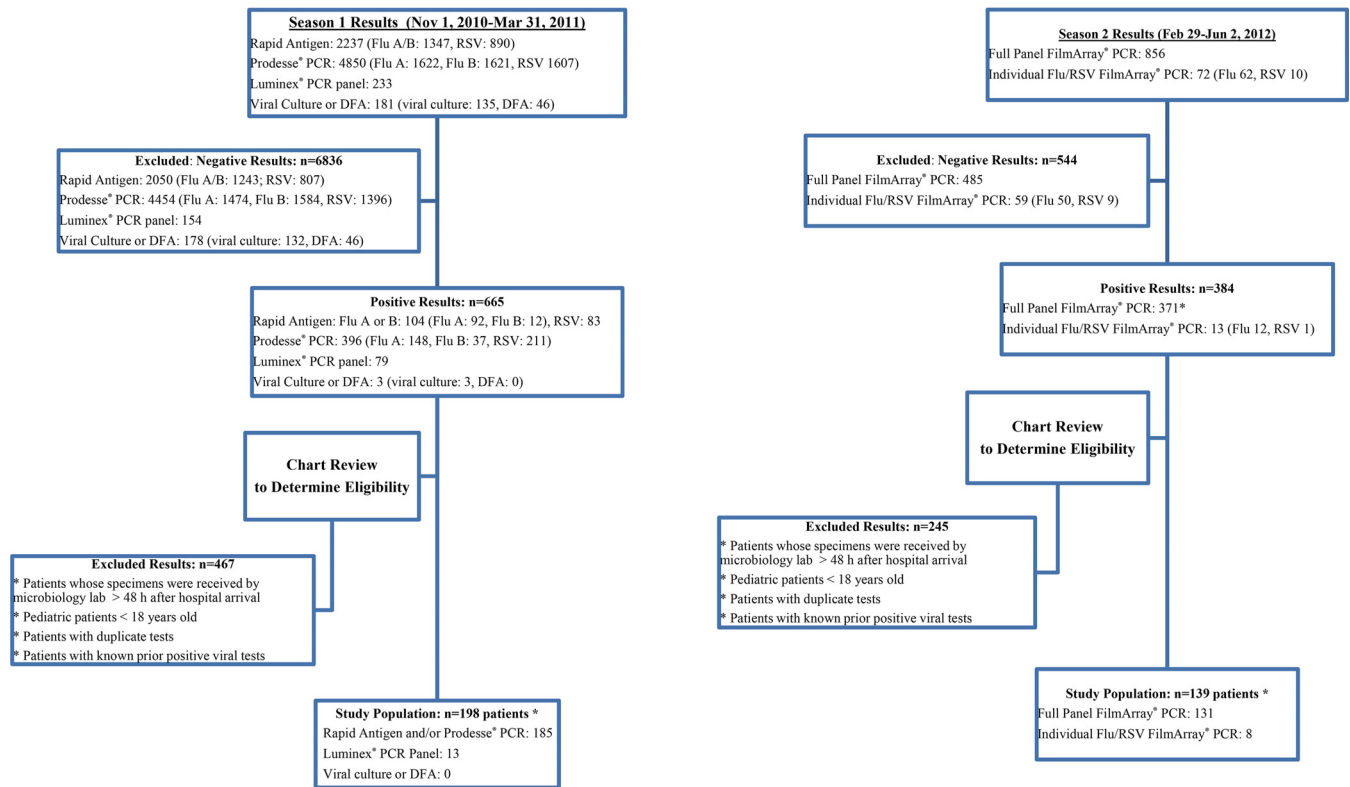 Season 1 Results (Nov 1, 2010-Mar 31, 2011)
Rapid Antigen: 2237 (Flu A/B: 1347, RSV: 890)
Prodesse® PCR: 4850 (Flu A: 1622, Flu B: 1621, RSV 1607)
Luminex® PCR panel: 233
Viral Culture or DFA: 181 (viral culture: 135, DFA: 46)
Excluded: Negative Results: n=6836
Rapid Antigen: 2050 (Flu A/B: 1243; RSV: 807)
Prodesse® PCR: 4454 (Flu A: 1474, Flu B: 1584, RSV: 1396)
Luminex® PCR panel: 154
Viral Culture or DFA: 178 (viral culture: 132, DFA: 46)
Positive Results: n=665
Rapid Antigen: Flu A or B: 104 (Flu A: 92, Flu B: 12), RSV: 83
Prodesse® PCR: 396 (Flu A: 148, Flu B: 37, RSV: 211)
Luminex® PCR panel: 79
Viral Culture or DFA: 3 (viral culture: 3, DFA: 0)
Chart Review
to Determine Eligibility
Excluded Results: n=467
* Patients whose specimens were received by
microbiology lab > 48 h after hospital arrival
* Pediatric patients < 18 years old
* Patients with duplicate tests
* Patients with known prior positive viral tests
Study Population: n=198 patients *
Rapid Antigen and/or Prodesse® PCR: 185
Luminex® PCR Panel: 13
Viral culture or DFA: 0
Season 2 Results (Feb 29-Jun 2, 2012)
Full Panel FilmArray® PCR: 856
Individual Flu/RSV FilmArray® PCR: 72 (Flu 62, RSV 10)
Excluded: Negative Results: n=544
Full Panel FilmArray® PCR: 485
Individual Flu/RSV FilmArray® PCR: 59 (Flu 50, RSV 9)
Positive Results: n=384
Full Panel FilmArray® PCR: 371*
Individual Flu/RSV FilmArray® PCR: 13 (Flu 12, RSV 1)
Chart Review
to Determine Eligibility
Excluded Results: n=245
* Patients whose specimens were received by
microbiology lab > 48 h after hospital arrival
* Pediatric patients < 18 years old
* Patients with duplicate tests
* Patients with known prior positive viral tests
Study Population: n=139 patients *
Full Panel FilmArray® PCR: 131
Individual Flu/RSV FilmArray® PCR: 8